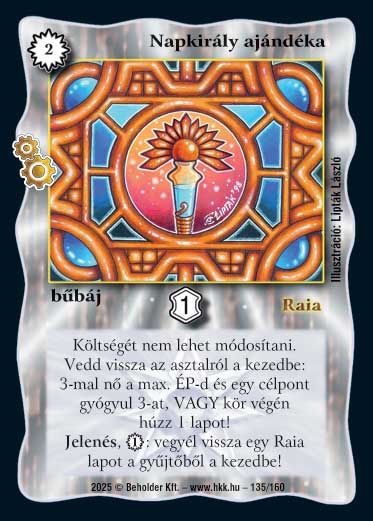 2
Napkirály ajándéka
© LIPTÁK '98
Illusztráció: Lipták László
bűbáj
1
Raia
Költségét nem lehet módosítani.
Vedd vissza az asztalról a kezedbe:
3-mal nő a max. ÉP-d és egy célpont
gyógyul 3-at, VAGY kör végén
húzz 1 lapot!
Jelenés, 1: vegyél vissza egy Raia
lapot a gyűjtőből a kezedbe!
2025 © Beholder Kft. – www.hkk.hu – 135/160